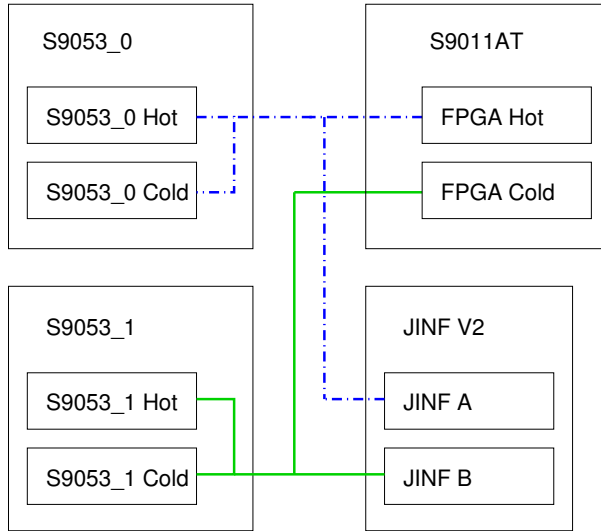 S9053_0
S9053_0 Hot
S9053_0 Cold
S9011AT
FPGA Hot
FPGA Cold
S9053_1
S9053_1 Hot
S9053_1 Cold
JINF V2
JINF A
JINF B